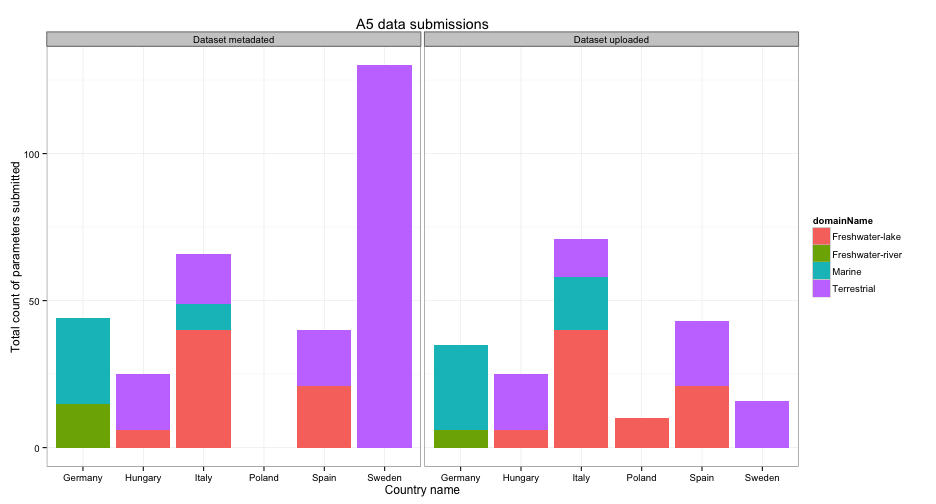 A5 data submissions
Dataset metadated
Dataset uploaded
Total count of parameters submitted
100
50
0
Germany Hungary Italy Poland Spain Sweden
Germany Hungary Italy Poland Spain Sweden
Country name
domainName
Freshwater-lake
Freshwater-river
Marine
Terrestrial